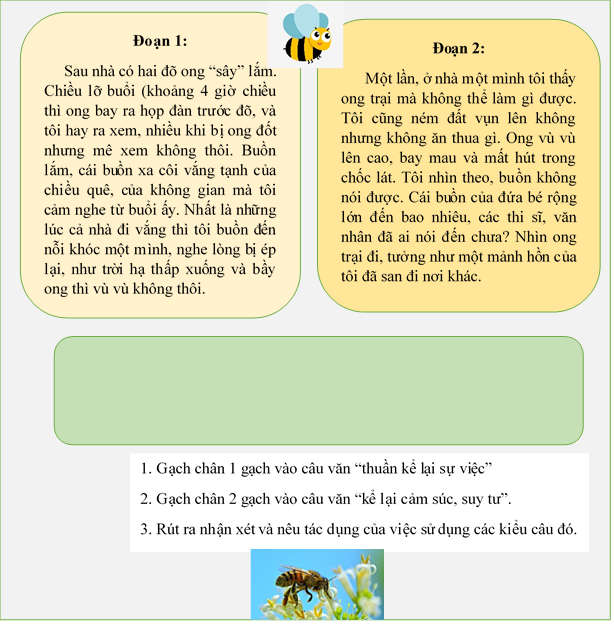 Đoạn 1:
Sau nhà có hai đõ ong “sây” lắm.
Chiều lỡ buổi (khoảng 4 giờ chiều
thì ong bay ra họp đàn trước đõ, và
tôi hay ra xem, nhiều khi bị ong đốt
nhưng mê xem không thôi. Buồn
lắm, cái buồn xa côi vắng tạnh của
chiều quê, của không gian mà tôi
cảm nghe từ buổi ấy. Nhất là những
lúc cả nhà đi vắng thì tôi buồn đến
nỗi khóc một mình, nghe lòng bị ép
lại, như trời hạ thấp xuống và bầy
ong thì vù vù không thôi.
Đoạn 2:
Một lần, ở nhà một mình tôi thấy
ong trại mà không thể làm gì được.
Tôi cũng ném đất vụn lên không
nhưng không ăn thua gì. Ong vù vù
lên cao, bay mau và mất hút trong
chốc lát. Tôi nhìn theo, buồn không
nói được. Cái buồn của đứa bé rộng
lớn đến bao nhiêu, các thi sĩ, văn
nhân đã ai nói đến chưa? Nhìn ong
trại đi, tưởng như một mảnh hồn của
tôi đã san đi nơi khác.
1. Gạch chân 1 gạch vào câu văn “thuần kể lại sự việc”
2. Gạch chân 2 gạch vào câu văn “kể lại cảm súc, suy tư”.
3. Rút ra nhận xét và nêu tác dụng của việc sử dụng các kiểu câu đó.